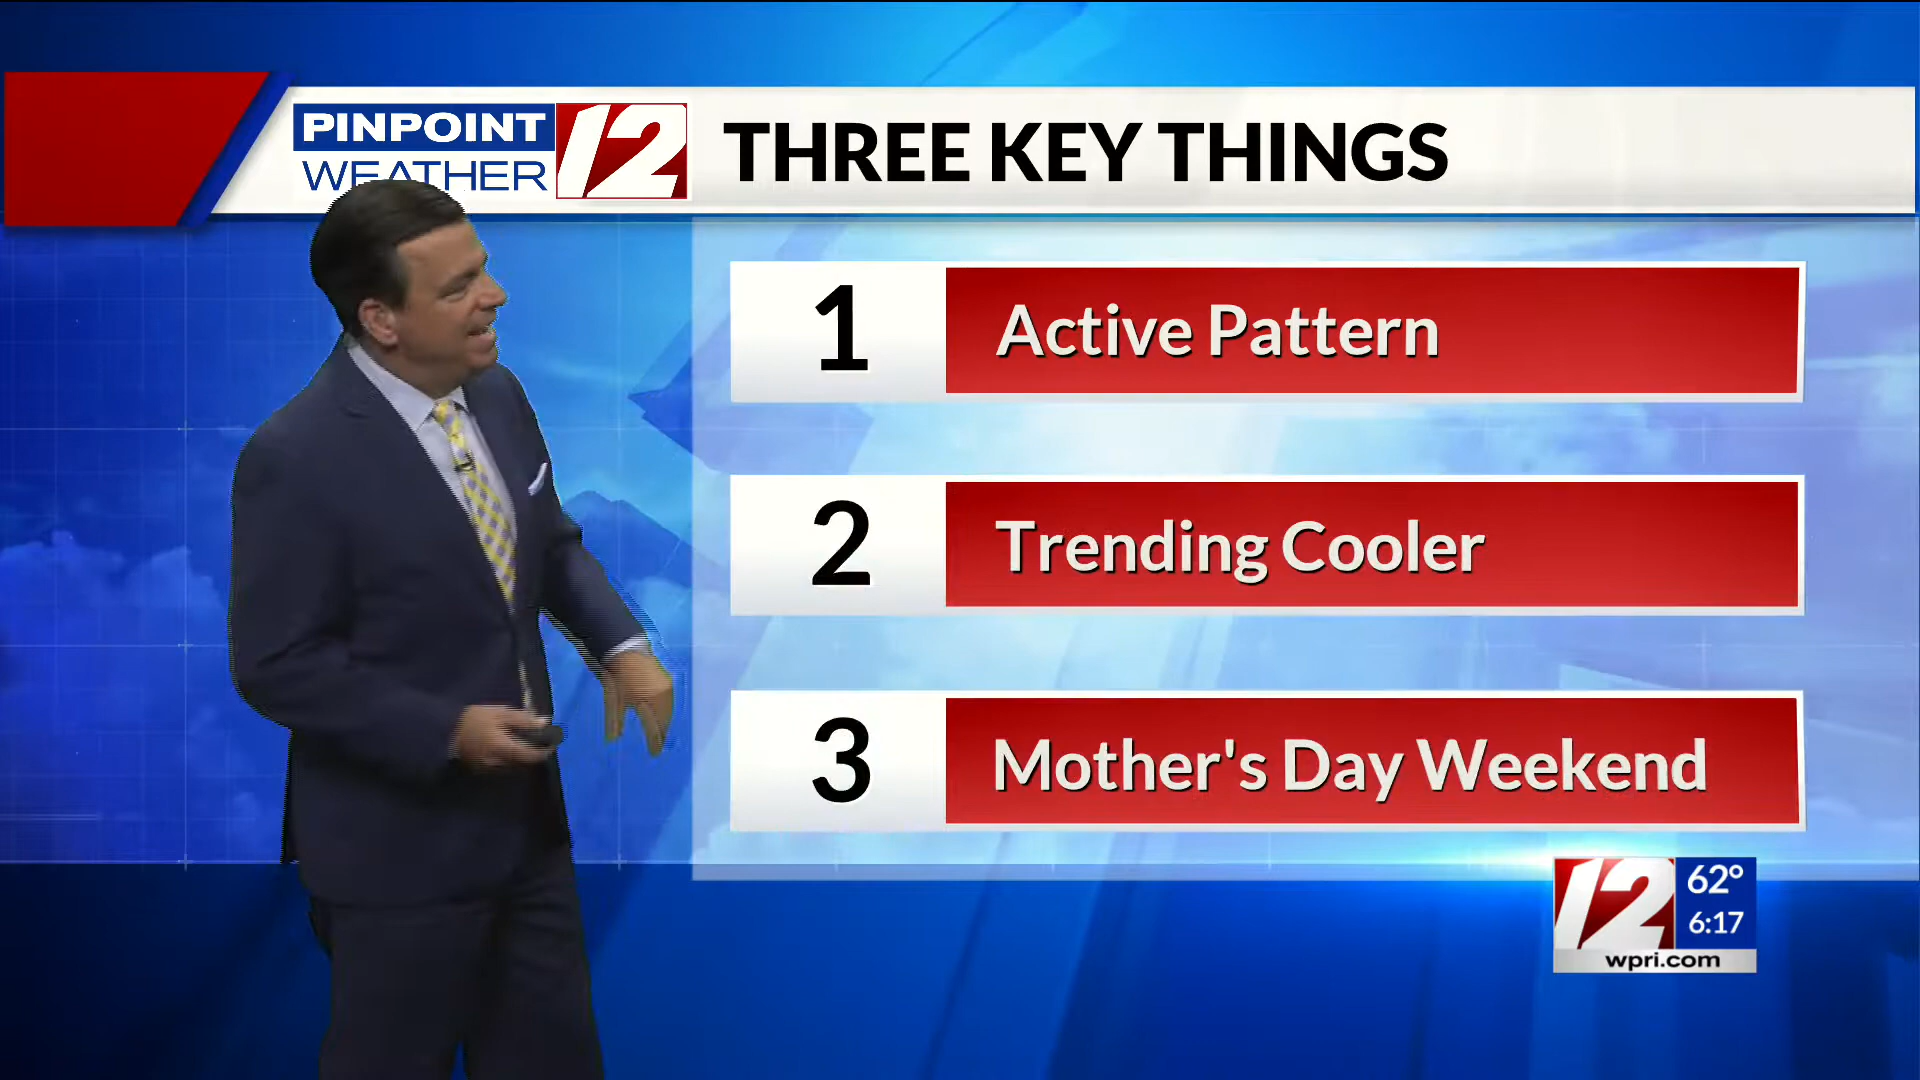 PINPOINT
WEATHER
12
THREE KEY THINGS
1
Active Pattern
2
Trending Cooler
3
Mother's Day Weekend
12
62°
6:17
wpri.com